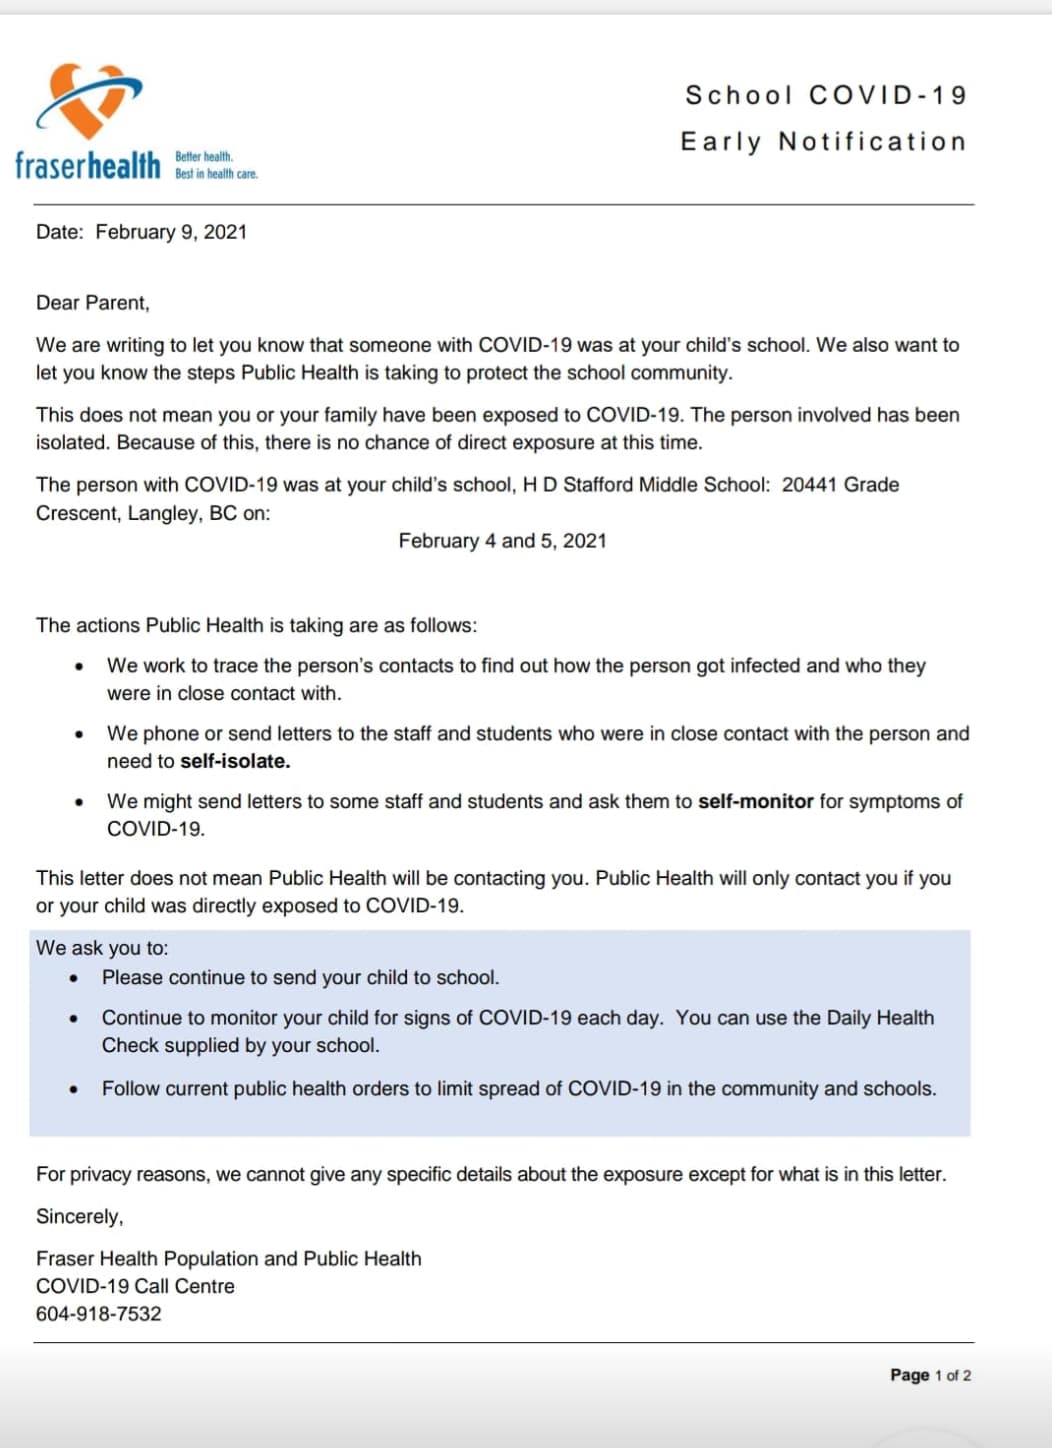 School COVID-19
Early Notification
fraserhealth
Better health.
Best in health care.
Date: February 9, 2021
Dear Parent,
We are writing to let you know that someone with COVID-19 was at your child's school. We also want to
let you know the steps Public Health is taking to protect the school community.
This does not mean you or your family have been exposed to COVID-19. The person involved has been
isolated. Because of this, there is no chance of direct exposure at this time.
The person with COVID-19 was at your child's school, H D Stafford Middle School: 20441 Grade
Crescent, Langley, BC on:
February 4 and 5, 2021
The actions Public Health is taking are as follows:
• We work to trace the person's contacts to find out how the person got infected and who they
were in close contact with.
• We phone or send letters to the staff and students who were in close contact with the person and
need to self-isolate.
• We might send letters to some staff and students and ask them to self-monitor for symptoms of
COVID-19.
This letter does not mean Public Health will be contacting you. Public Health will only contact you if you
or your child was directly exposed to COVID-19.
We ask you to:
• Please continue to send your child to school.
• Continue to monitor your child for signs of COVID-19 each day. You can use the Daily Health
Check supplied by your school.
• Follow current public health orders to limit spread of COVID-19 in the community and schools.
For privacy reasons, we cannot give any specific details about the exposure except for what is in this letter.
Sincerely,
Fraser Health Population and Public Health
COVID-19 Call Centre
604-918-7532
Page 1 of 2